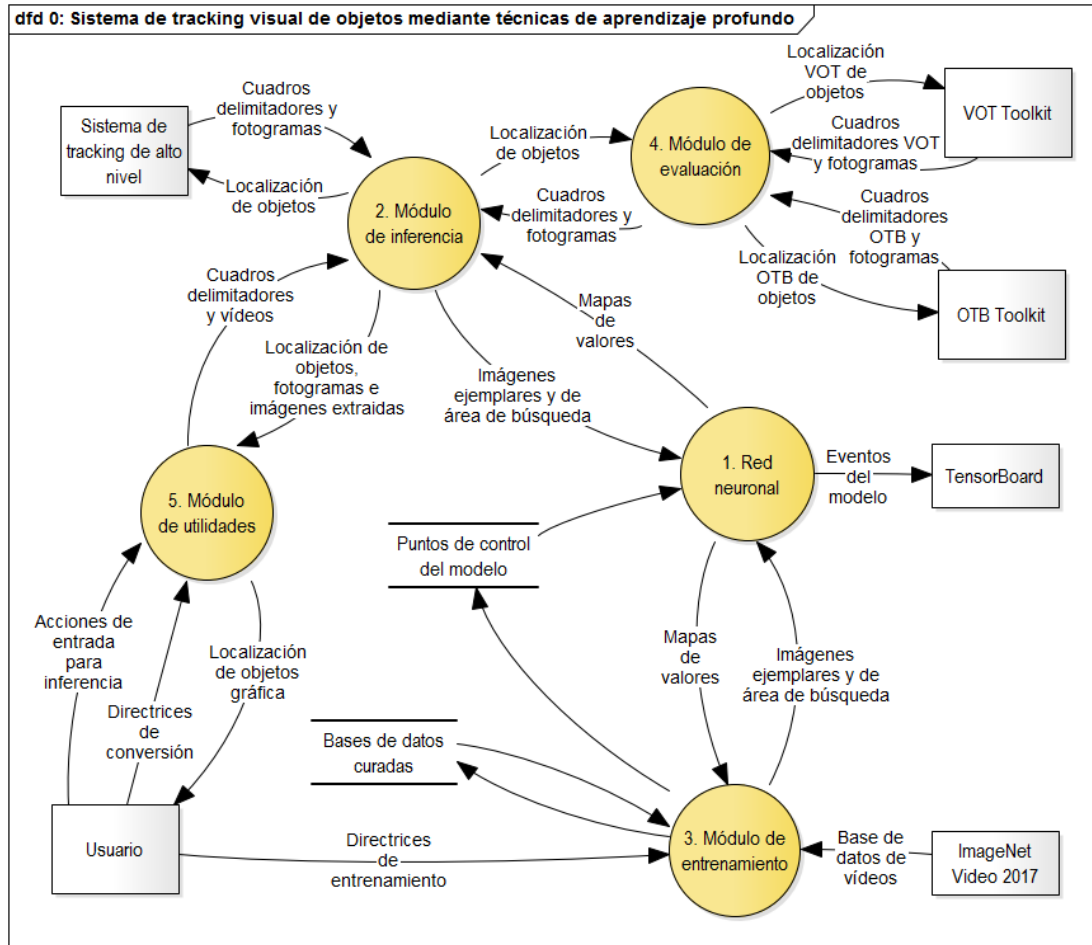 dfd 0: Sistema de tracking visual de objetos mediante técnicas de aprendizaje profundo
Cuadros
delimitadores y
fotogramas
Sistema de
tracking de alto
nivel
Localización
de objetos
2. Módulo
de inferencia
Localización
de objetos
Cuadros
delimitadores y
fotogramas
4. Módulo de
evaluación
Localización
VOT de
objetos
VOT Toolkit
Cuadros
delimitadores VOT
y fotogramas
Cuadros
delimitadores
OTB y
fotogramas
Localización
OTB de
objetos
OTB Toolkit
Cuadros
delimitadores
y vídeos
Localización de
objetos,
fotogramas e
imágenes extraidas
Mapas
de
valores
Imágenes
ejemplares y de
área de búsqueda
1. Red
neuronal
Eventos
del
modelo
TensorBoard
5. Módulo
de utilidades
Puntos de control
del modelo
Acciones de
entrada
para
inferencia
Directrices
de
conversión
Localización
de objetos
gráfica
Mapas
de
valores
Imágenes
ejemplares y de
área de búsqueda
Bases de datos
curadas
Usuario
Directrices
de
entrenamiento
3. Módulo de
entrenamiento
Base de
datos de
vídeos
ImageNet
Video 2017